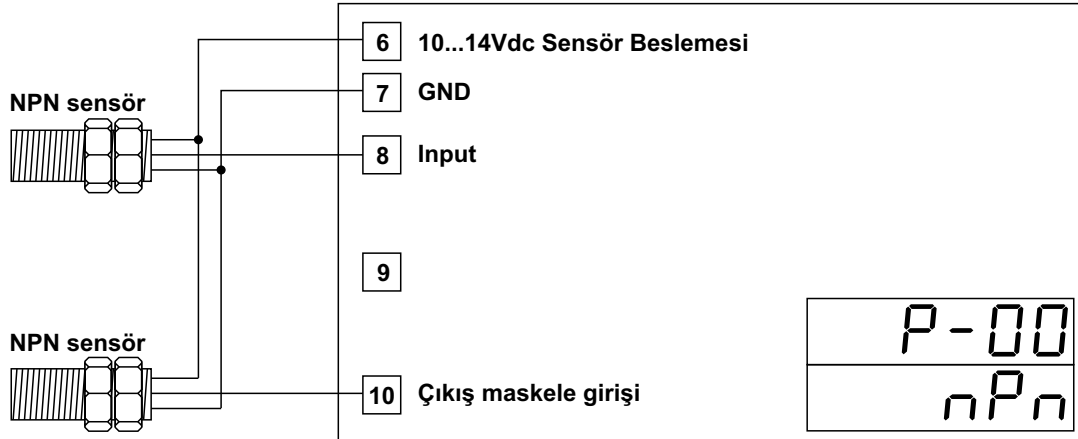 6 10...14Vdc Sensör Beslemesi
7 GND
NPN sensör
8 Input
9
P-00
NPN sensör
10 Çıkış maskele girişi
nPn